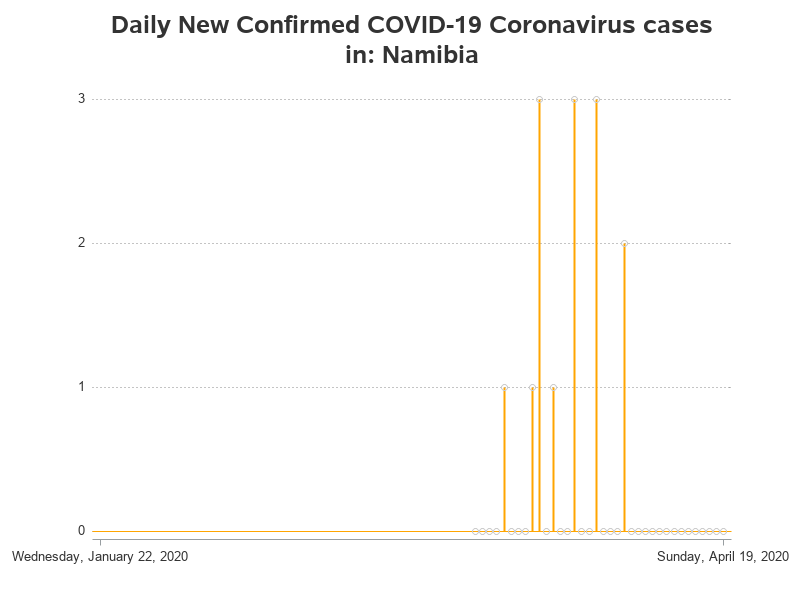 Daily New Confirmed COVID-19 Coronavirus cases
in: Namibia
3
2
1
0
Wednesday, January 22, 2020
Sunday, April 19, 2020